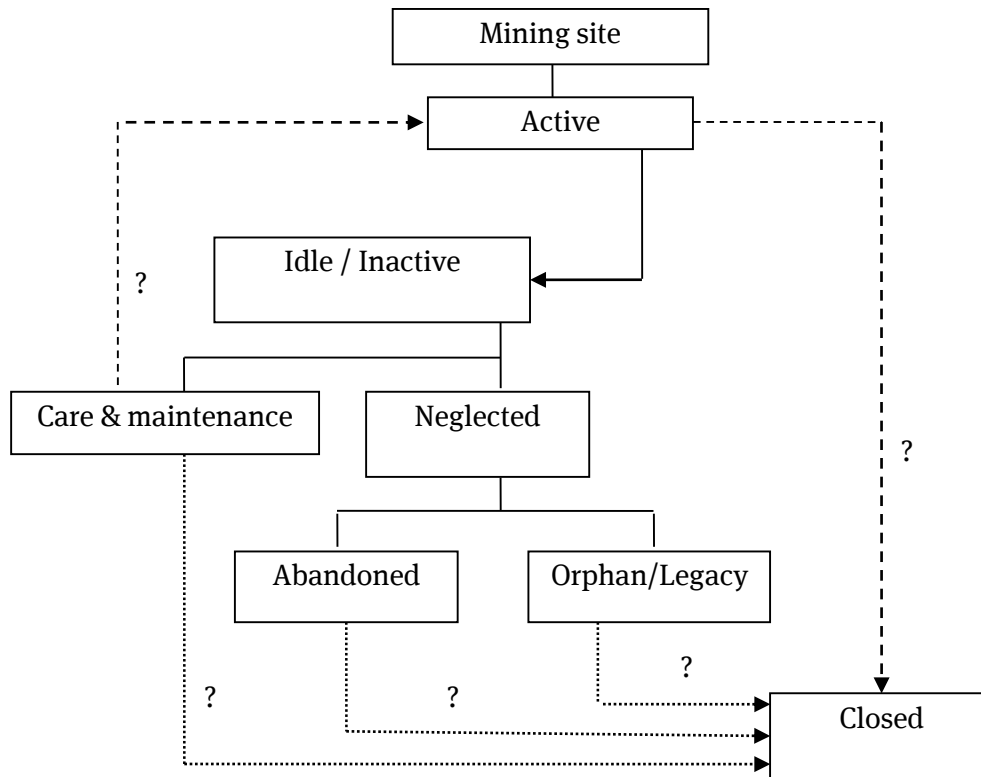 Mining site
Active
Idle / Inactive
?
Care & maintenance
Neglected
?
Abandoned
Orphan/Legacy
?
?
?
Closed